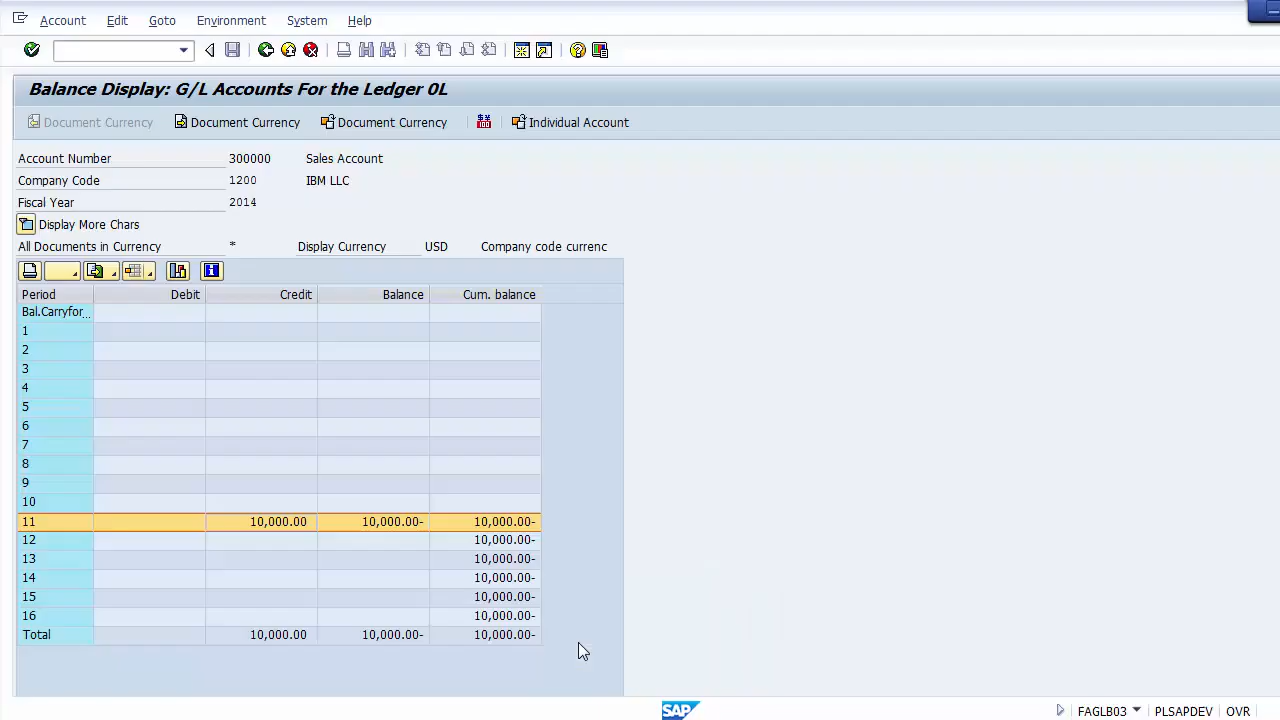 Account Edit Goto Environment System Help
Balance Display: G/L Accounts For the Ledger 0L
Document Currency Document Currency Document Currency Individual Account
Account Number 300000 Sales Account
Company Code 1200 IBM LLC
Fiscal Year 2014
Display More Chars
All Documents in Currency * Display Currency USD Company code currenc
Period Debit Credit Balance Cum. balance
Bal.Carryfor...
1
2
3
4
5
6
7
8
9
10
11 10,000.00 10,000.00- 10,000.00-
12 10,000.00-
13 10,000.00-
14 10,000.00-
15 10,000.00-
16 10,000.00-
Total 10,000.00 10,000.00- 10,000.00-
SAP FAGLB03 PLSAPDEV OVR